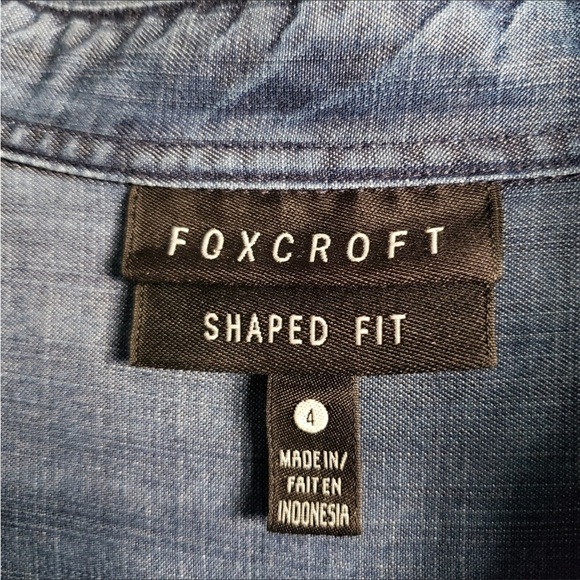 FOXCROFT
SHAPED FIT
4
MADE IN/
FAIT EN
INDONESIA